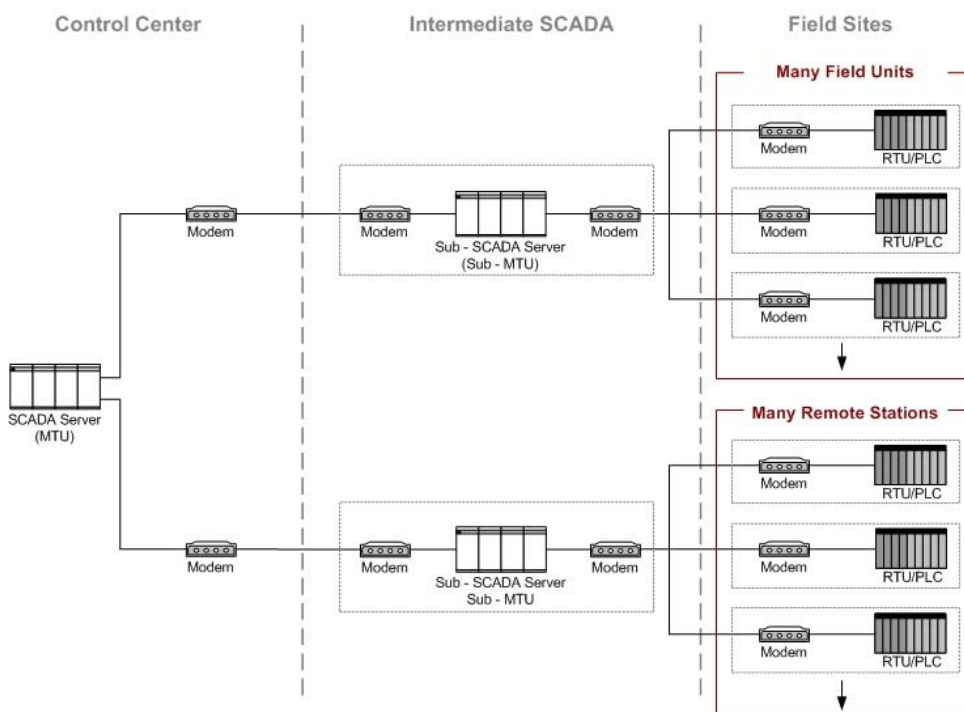 Control Center
Intermediate SCADA
Field Sites
Many Field Units
Modem
RTU/PLC
Modem
RTU/PLC
Modem
RTU/PLC
Modem
Modem
Sub - SCADA Server
(Sub - MTU)
Modem
SCADA Server
(MTU)
Many Remote Stations
Modem
RTU/PLC
Modem
RTU/PLC
Modem
RTU/PLC
Modem
Modem
Sub - SCADA Server
Sub - MTU
Modem